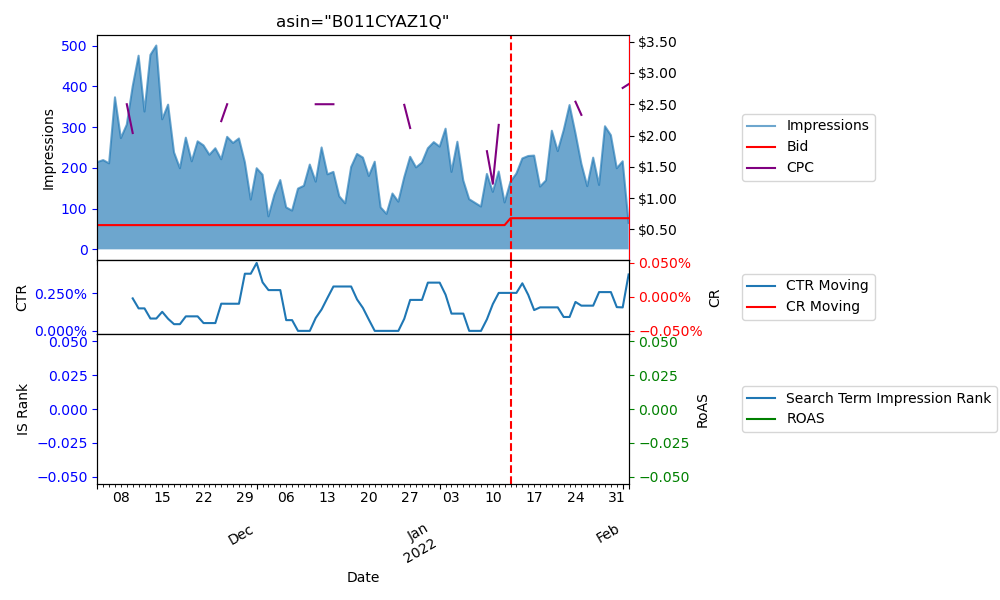 asin="B011CYAZ1Q"
500
400
300
200
100
0
Impressions
$3.50
$3.00
$2.50
$2.00
$1.50
$1.00
$0.50
Impressions
Bid
CPC
0.250%
0.000%
CTR
0.050%
0.000%
−0.050%
CR
CTR Moving
CR Moving
0.050
0.025
0.000
−0.025
−0.050
IS Rank
0.050
0.025
0.000
−0.025
−0.050
RoAS
Search Term Impression Rank
ROAS
08 15 22 29 06 13 20 27 03 10 17 24 31
Dec
Jan
2022
Feb
Date